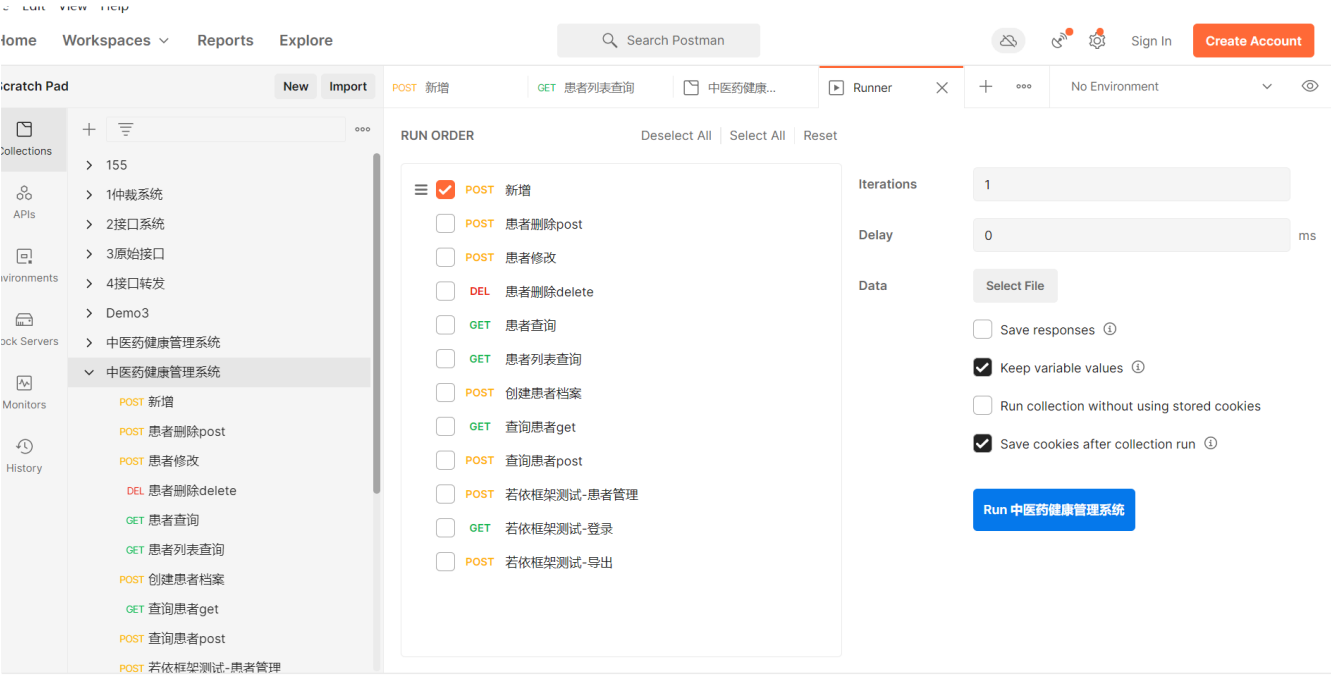 Edit View Help
Home Workspaces Reports Explore Search Postman Sign In Create Account
Scratch Pad New Import POST 新增 GET 患者列表查询 中医药健康... Runner No Environment
Collections
APIs
Environments
Mock Servers
Monitors
History
155
1仲裁系统
2接口系统
3原始接口
4接口转发
Demo3
中医药健康管理系统
中医药健康管理系统
POST 新增
POST 患者删除post
POST 患者修改
DEL 患者删除delete
GET 患者查询
GET 患者列表查询
POST 创建患者档案
GET 查询患者get
POST 查询患者post
POST 若依框架测试-患者管理
RUN ORDER Deselect All Select All Reset
POST 新增
POST 患者删除post
POST 患者修改
DEL 患者删除delete
GET 患者查询
GET 患者列表查询
POST 创建患者档案
GET 查询患者get
POST 查询患者post
POST 若依框架测试-患者管理
GET 若依框架测试-登录
POST 若依框架测试-导出
Iterations 1
Delay 0 ms
Data Select File
Save responses
Keep variable values
Run collection without using stored cookies
Save cookies after collection run
Run 中医药健康管理系统